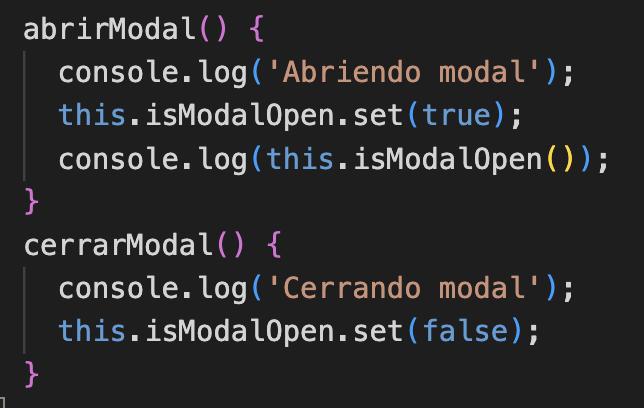 abrirModal() {
console.log('Abriendo modal');
this.isModalOpen.set(true);
console.log(this.isModalOpen());
}
cerrarModal() {
console.log('Cerrando modal');
this.isModalOpen.set(false);
}